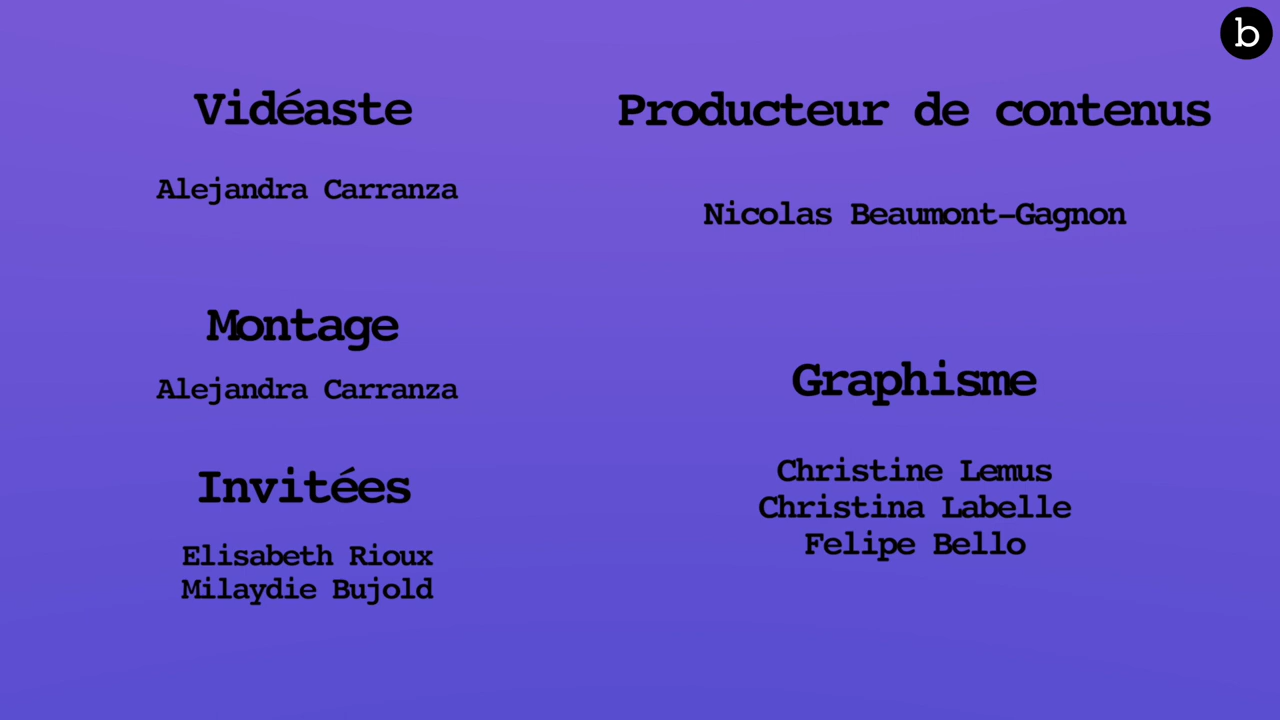 b
Vidéaste
Alejandra Carranza
Montage
Alejandra Carranza
Invitées
Elisabeth Rioux
Milaydie Bujold
Producteur de contenus
Nicolas Beaumont-Gagnon
Graphisme
Christine Lemus
Christina Labelle
Felipe Bello